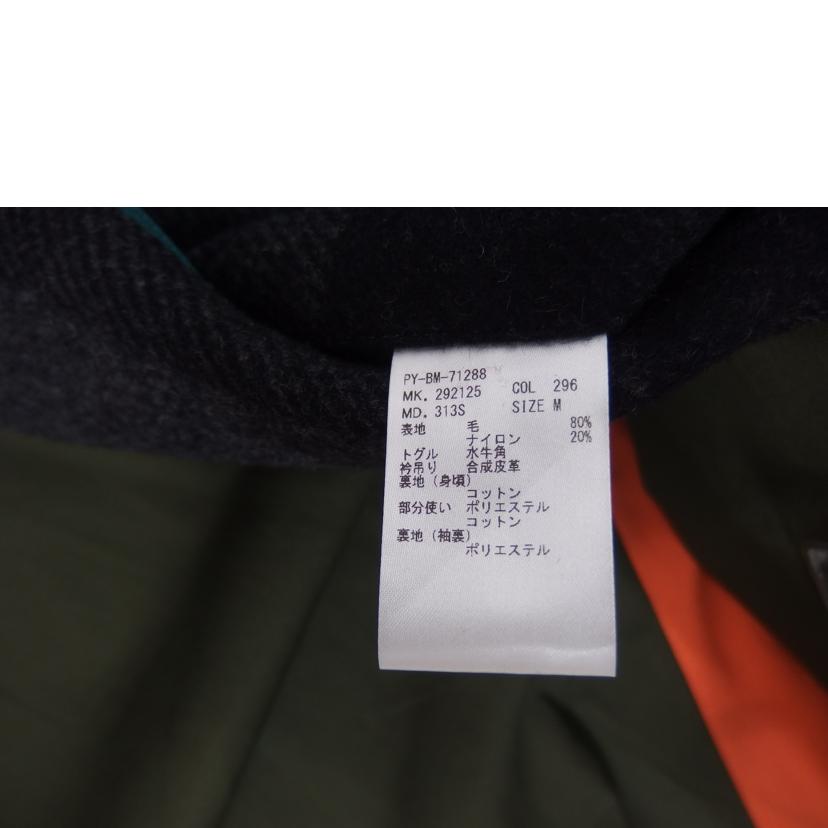 PY-BM-71288
MK. 292125 COL 296
MD. 313S SIZE M
表地 毛 80%
ナイロン 20%
トグル 水牛角
衿吊り 合成皮革
裏地(身頃)
コットン
部分使い ポリエステル
コットン
裏地(袖裏)
ポリエステル